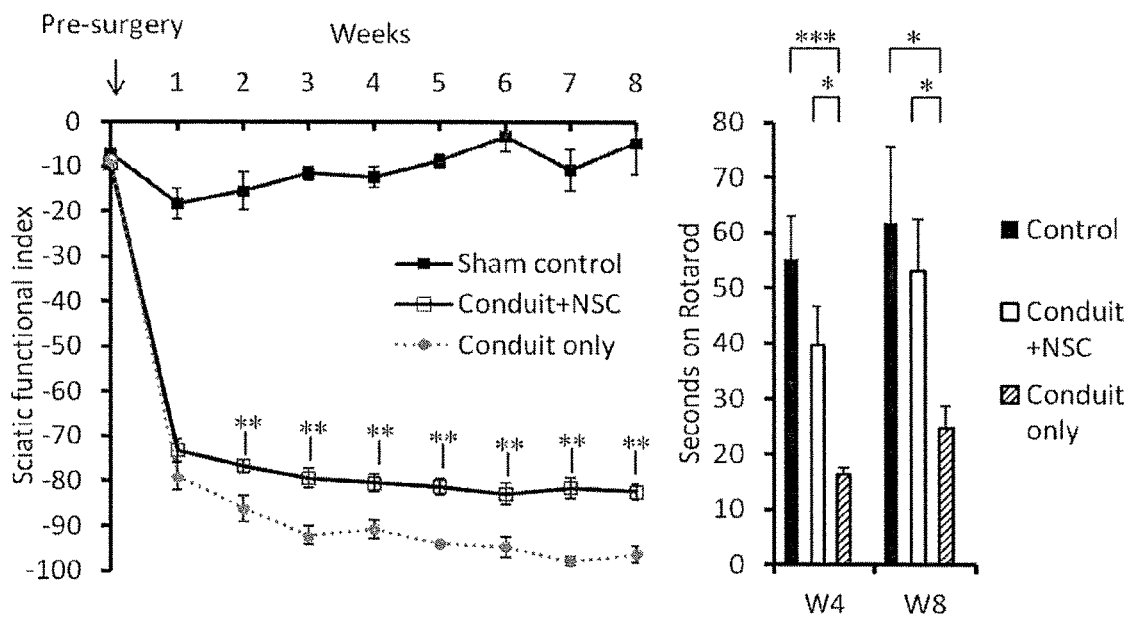 Pre-surgery Weeks
1 2 3 4 5 6 7 8
0
-10
-20
-30
-40
-50
-60
-70
-80
-90
-100
Sciatic functional index
Sham control
Conduit+NSC
Conduit only
** ** ** ** ** ** **
*** *
* *
80
70
60
50
40
30
20
10
0
Seconds on Rotarod
W4 W8
Control
Conduit
+NSC
Conduit
only